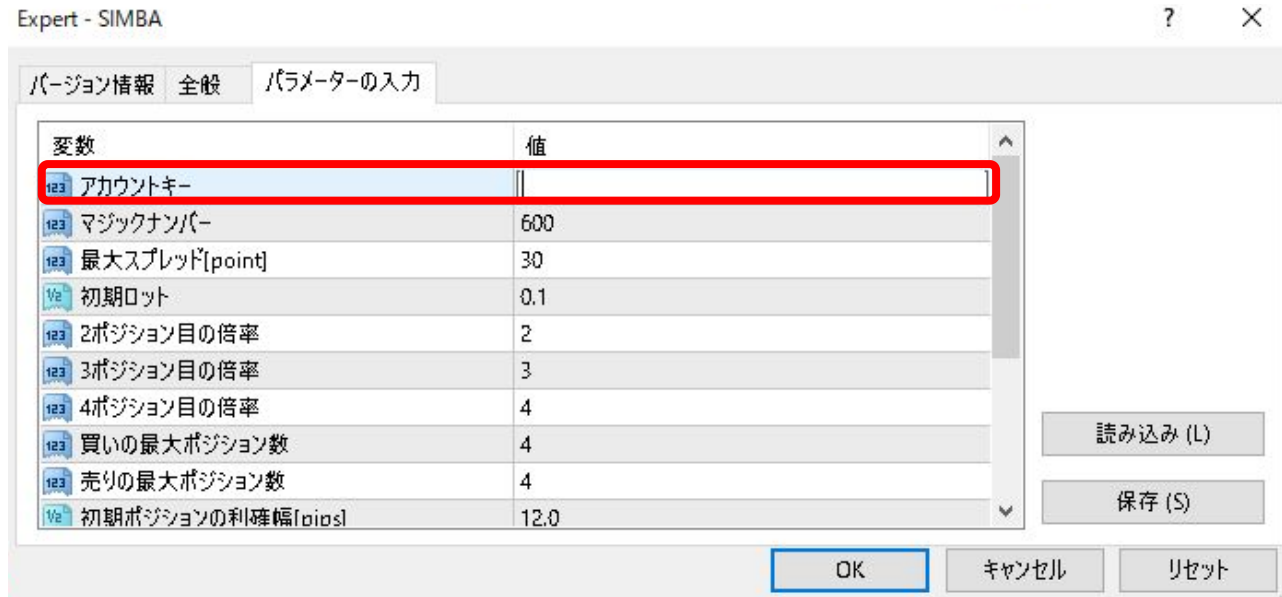 Expert - SIMBA
バージョン情報 全般 パラメーターの入力
変数 値
アカウントキー
マジックナンバー 600
最大スプレッド[point] 30
初期ロット 0.1
2ポジション目の倍率 2
3ポジション目の倍率 3
4ポジション目の倍率 4
買いの最大ポジション数 4
売りの最大ポジション数 4
初期ポジションの利確幅[pips] 12.0
読み込み (L)
保存 (S)
OK キャンセル リセット